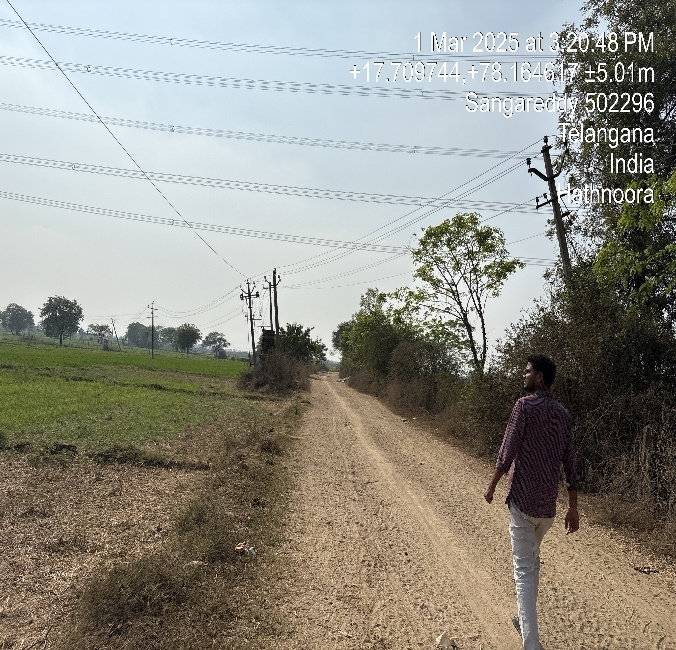 1 Mar 2025 at 3:20:48 PM
+17.709744,+78.164617 ±5.01m
Sangareddy 502296
Telangana
India
Hathnoora